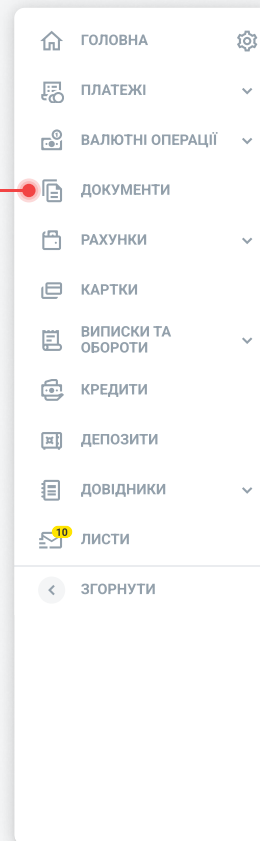 ГОЛОВНА
ПЛАТЕЖІ
ВАЛЮТНІ ОПЕРАЦІЇ
ДОКУМЕНТИ
РАХУНКИ
КАРТКИ
ВИПИСКИ ТА
ОБОРОТИ
КРЕДИТИ
ДЕПОЗИТИ
ДОВІДНИКИ
10
ЛИСТИ
ЗГОРНУТИ